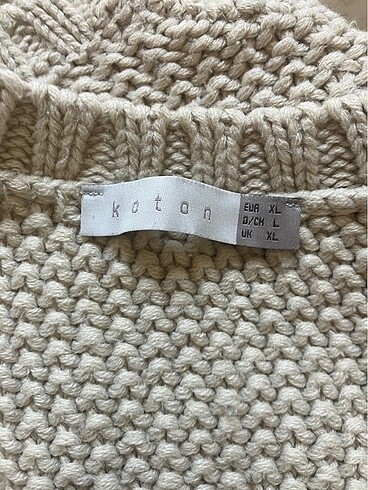 koton
EUR XL
D/CH L
UK XL